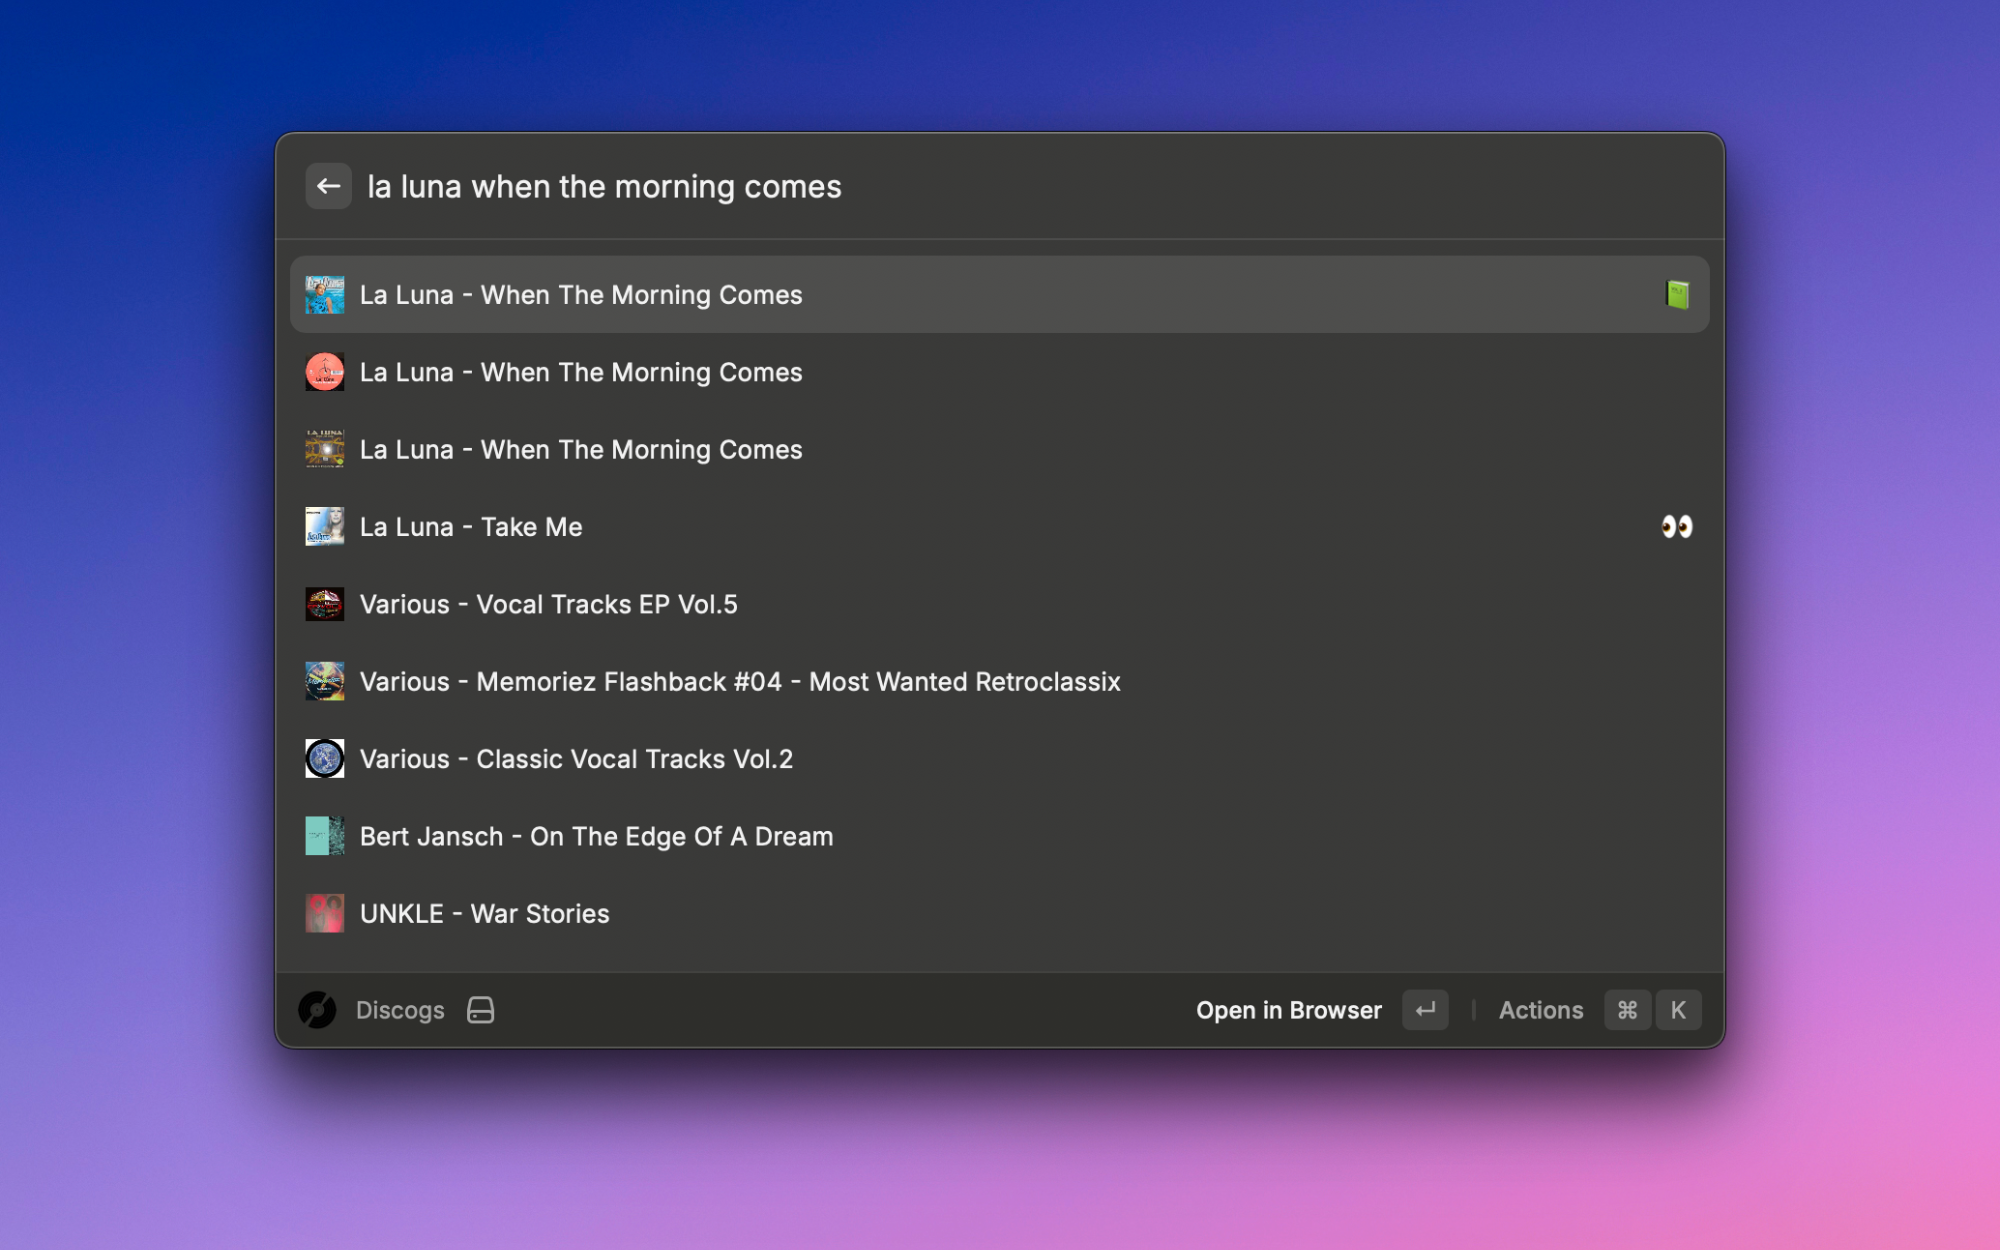 la luna when the morning comes
La Luna - When The Morning Comes
La Luna - When The Morning Comes
La Luna - When The Morning Comes
La Luna - Take Me
Various - Vocal Tracks EP Vol.5
Various - Memoriez Flashback #04 - Most Wanted Retroclassix
Various - Classic Vocal Tracks Vol.2
Bert Jansch - On The Edge Of A Dream
UNKLE - War Stories
Discogs
Open in Browser ↵ | Actions ⌘ K